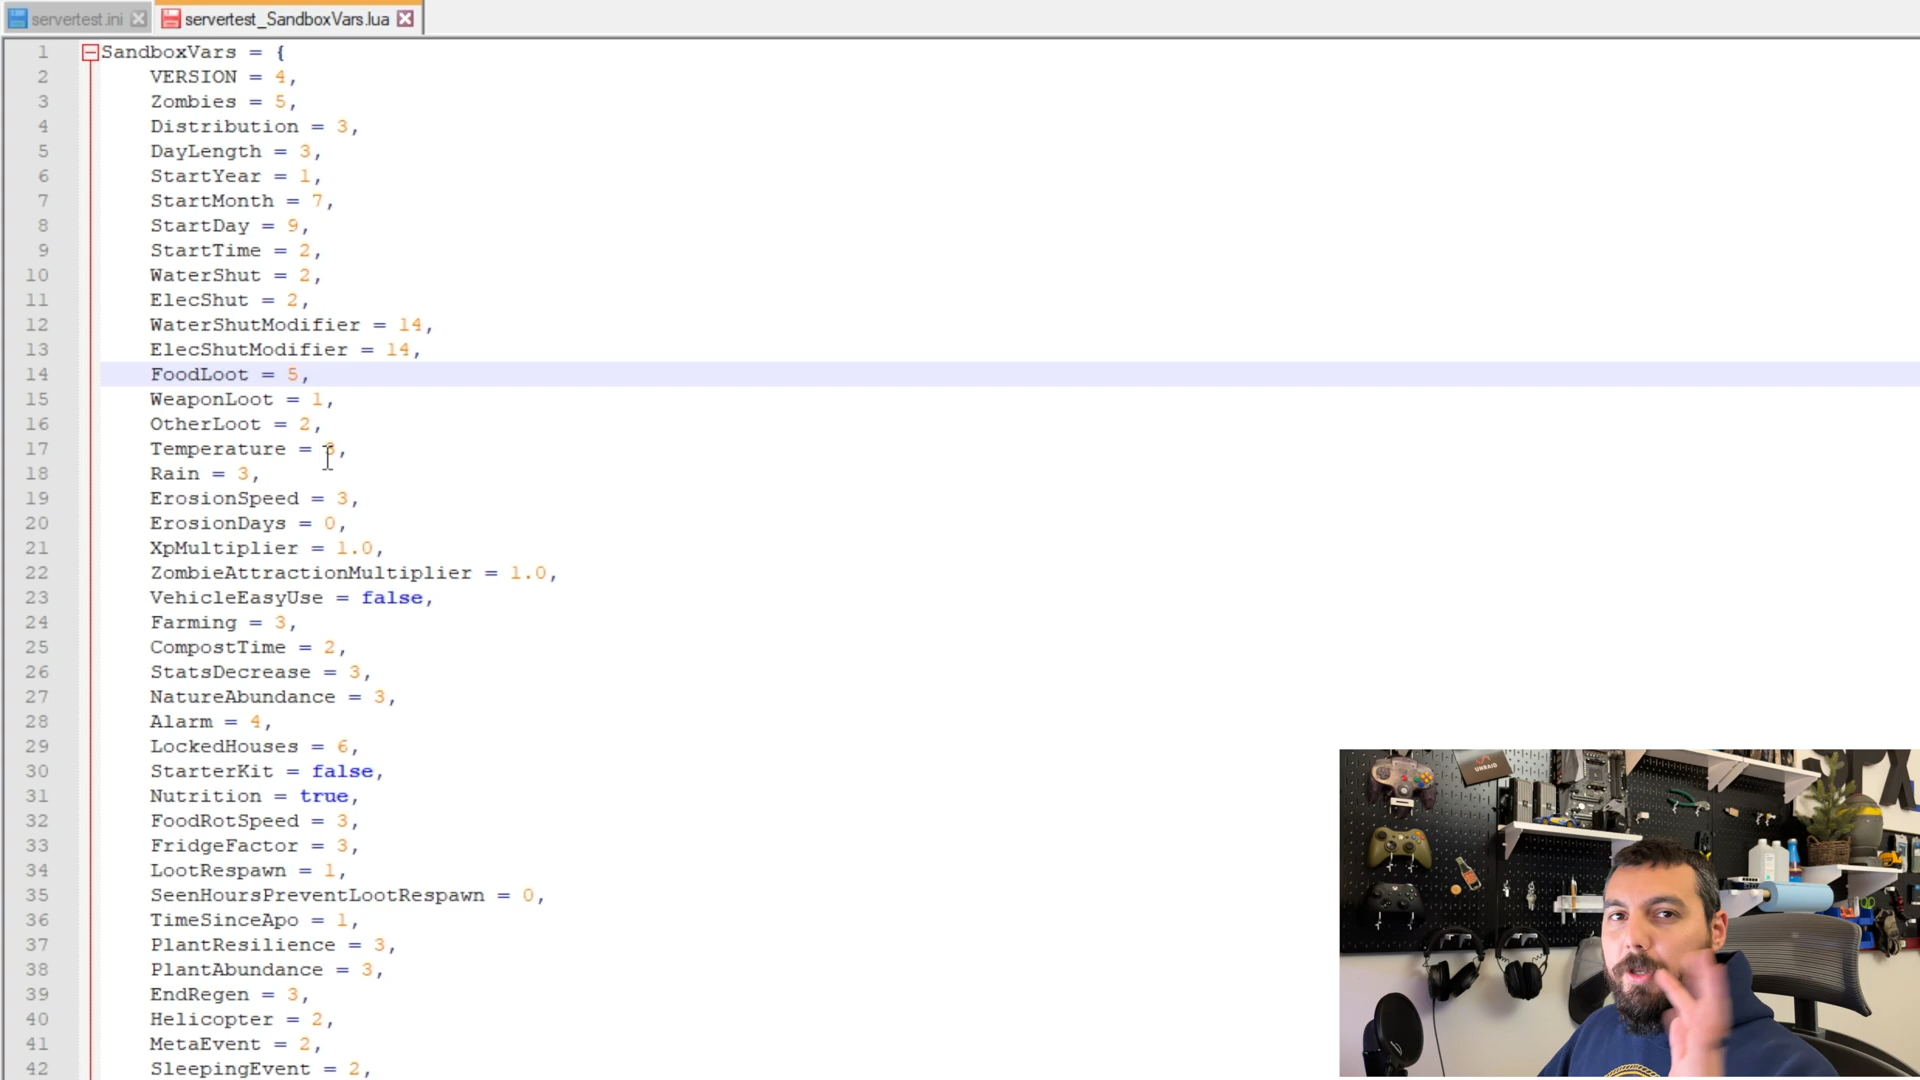 servertest.ini
servertest_SandboxVars.lua
1 SandboxVars = {
2 VERSION = 4,
3 Zombies = 5,
4 Distribution = 3,
5 DayLength = 3,
6 StartYear = 1,
7 StartMonth = 7,
8 StartDay = 9,
9 StartTime = 2,
10 WaterShut = 2,
11 ElecShut = 2,
12 WaterShutModifier = 14,
13 ElecShutModifier = 14,
14 FoodLoot = 5,
15 WeaponLoot = 1,
16 OtherLoot = 2,
17 Temperature = 3,
18 Rain = 3,
19 ErosionSpeed = 3,
20 ErosionDays = 0,
21 XpMultiplier = 1.0,
22 ZombieAttractionMultiplier = 1.0,
23 VehicleEasyUse = false,
24 Farming = 3,
25 CompostTime = 2,
26 StatsDecrease = 3,
27 NatureAbundance = 3,
28 Alarm = 4,
29 LockedHouses = 6,
30 StarterKit = false,
31 Nutrition = true,
32 FoodRotSpeed = 3,
33 FridgeFactor = 3,
34 LootRespawn = 1,
35 SeenHoursPreventLootRespawn = 0,
36 TimeSinceApo = 1,
37 PlantResilience = 3,
38 PlantAbundance = 3,
39 EndRegen = 3,
40 Helicopter = 2,
41 MetaEvent = 2,
42 SleepingEvent = 2,
UNRAID